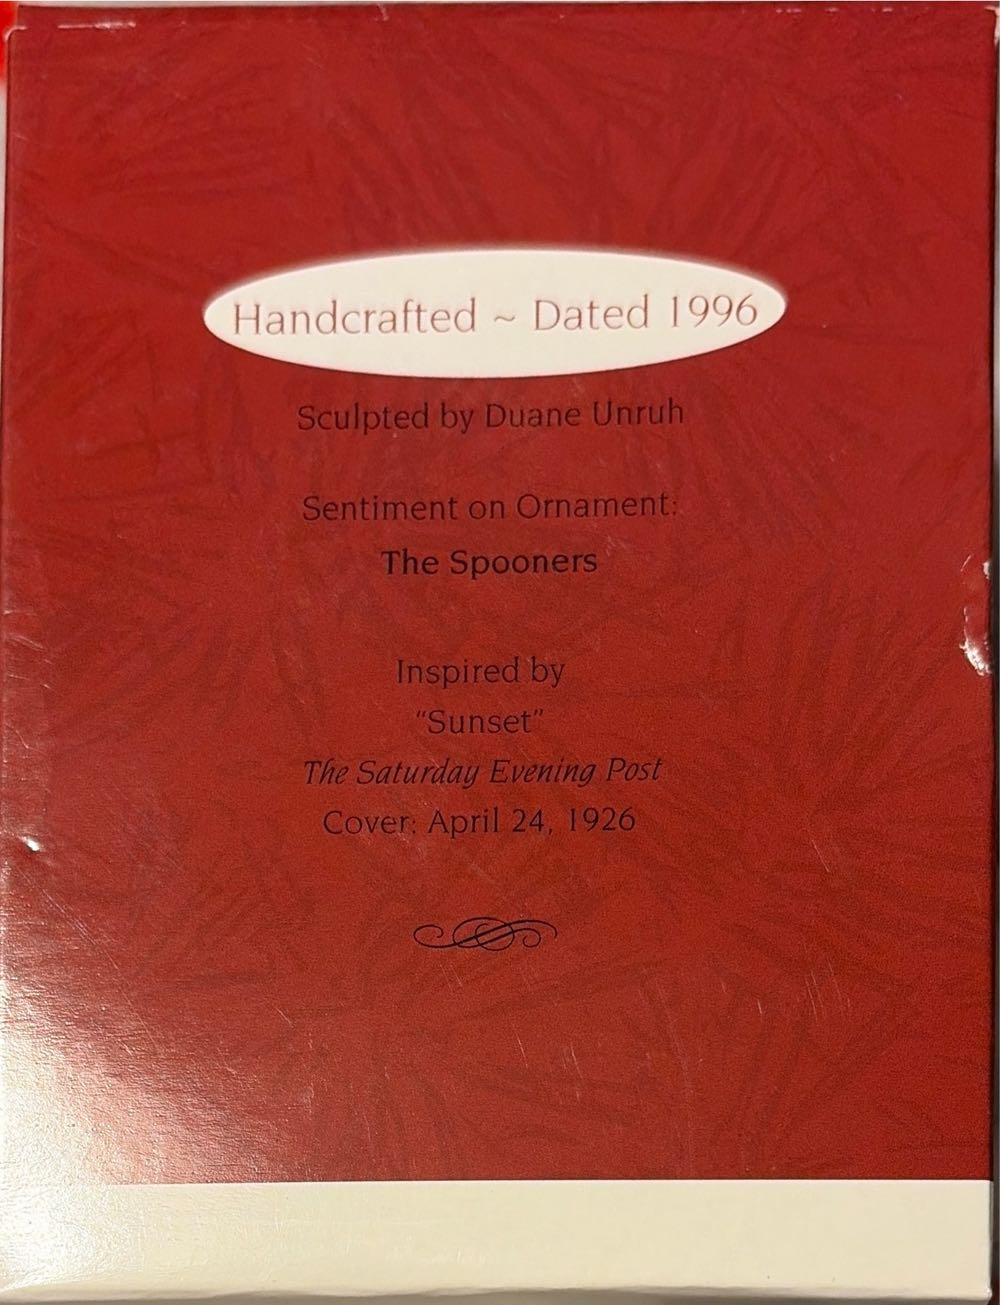 Handcrafted ~ Dated 1996
Sculpted by Duane Unruh
Sentiment on Ornament:
The Spooners
Inspired by
“Sunset”
The Saturday Evening Post
Cover: April 24, 1926